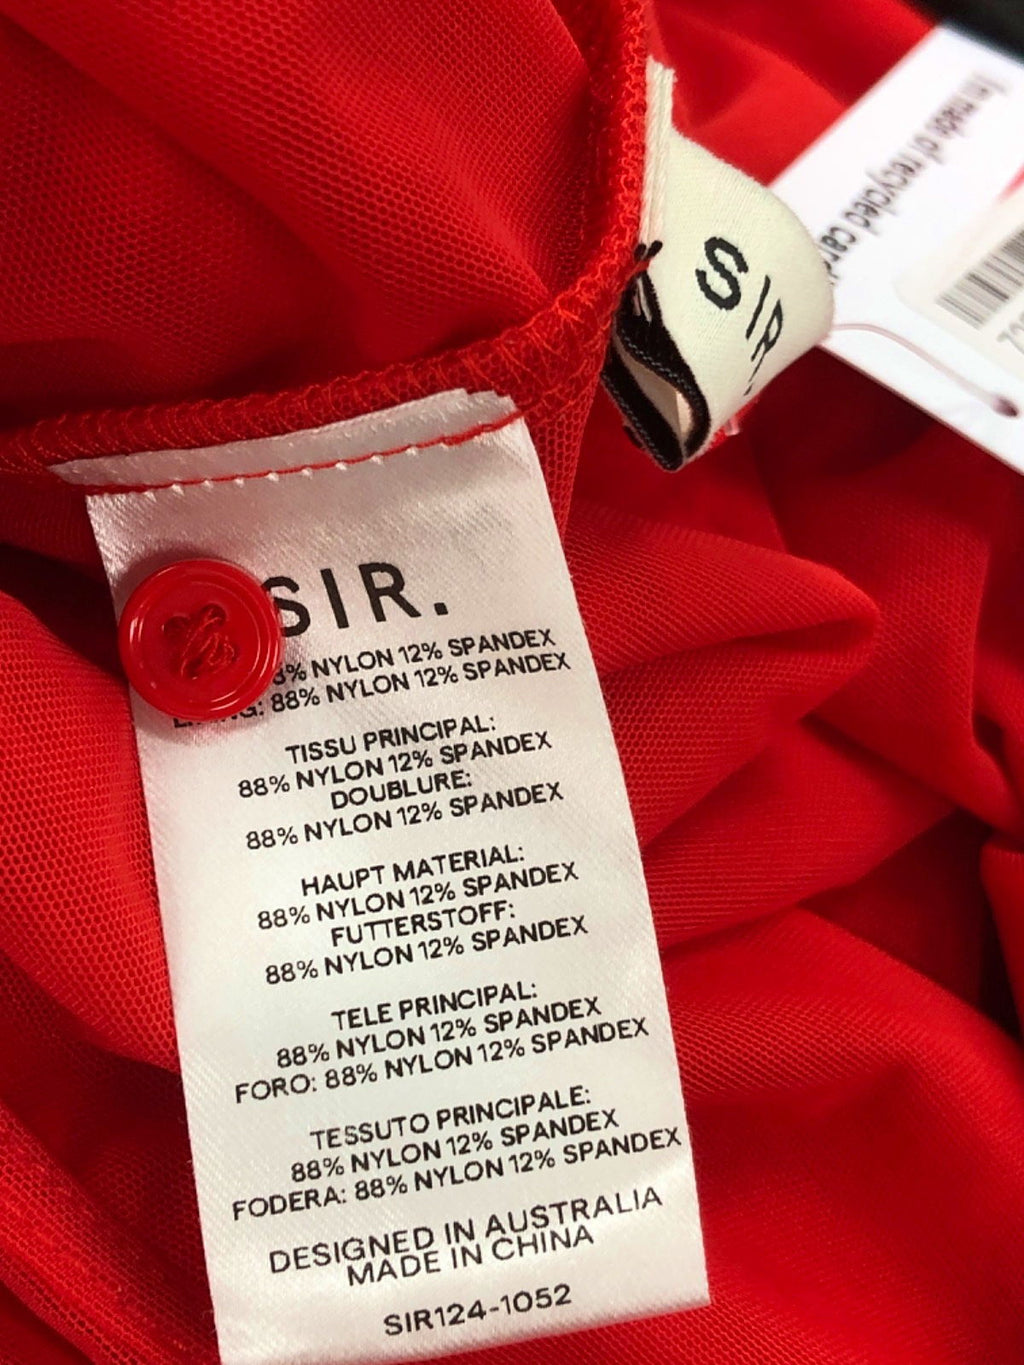 I'm made of recycled
SIR.
SIR.
NYLON 12% SPANDEX
88% NYLON 12% SPANDEX
TISSU PRINCIPAL:
88% NYLON 12% SPANDEX
DOUBLURE:
88% NYLON 12% SPANDEX
HAUPT MATERIAL:
88% NYLON 12% SPANDEX
FUTTERSTOFF:
88% NYLON 12% SPANDEX
TELE PRINCIPAL:
88% NYLON 12% SPANDEX
FORO: 88% NYLON 12% SPANDEX
TESSUTO PRINCIPALE:
88% NYLON 12% SPANDEX
FODERA: 88% NYLON 12% SPANDEX
DESIGNED IN AUSTRALIA
MADE IN CHINA
SIR124-1052